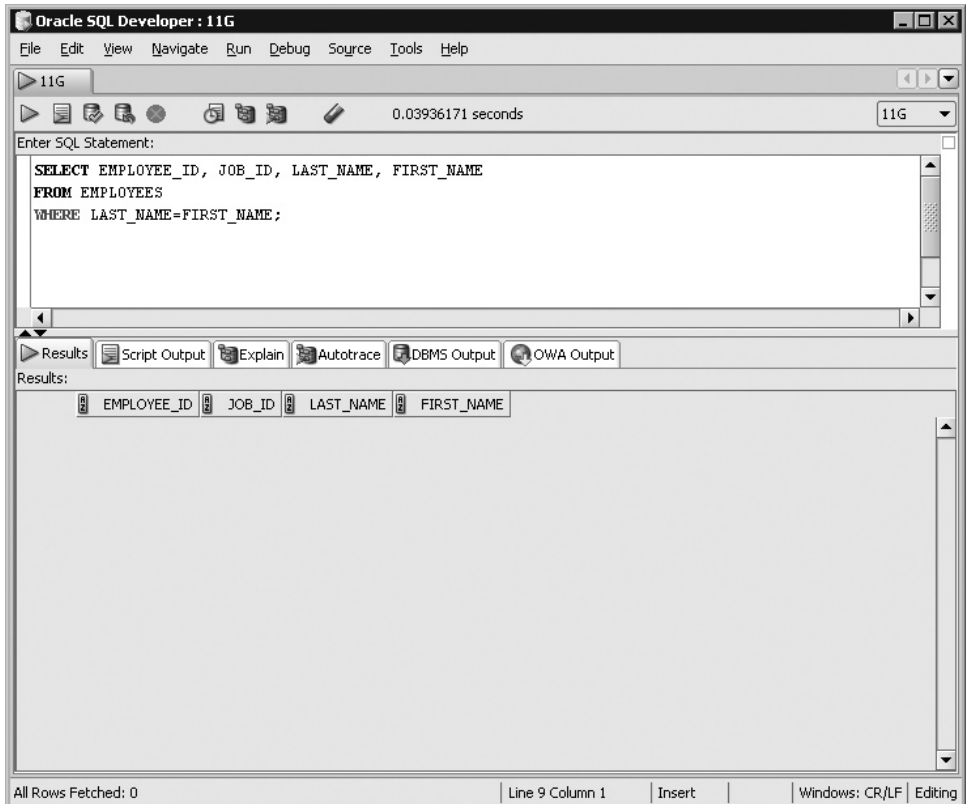 Oracle SQL Developer : 11G
File Edit View Navigate Run Debug Source Tools Help
11G
0.03936171 seconds 11G
Enter SQL Statement:
SELECT EMPLOYEE_ID, JOB_ID, LAST_NAME, FIRST_NAME
FROM EMPLOYEES
WHERE LAST_NAME=FIRST_NAME;
Results Script Output Explain Autotrace DBMS Output OWA Output
Results:
EMPLOYEE_ID JOB_ID LAST_NAME FIRST_NAME
All Rows Fetched: 0 Line 9 Column 1 Insert Windows: CR/LF Editing